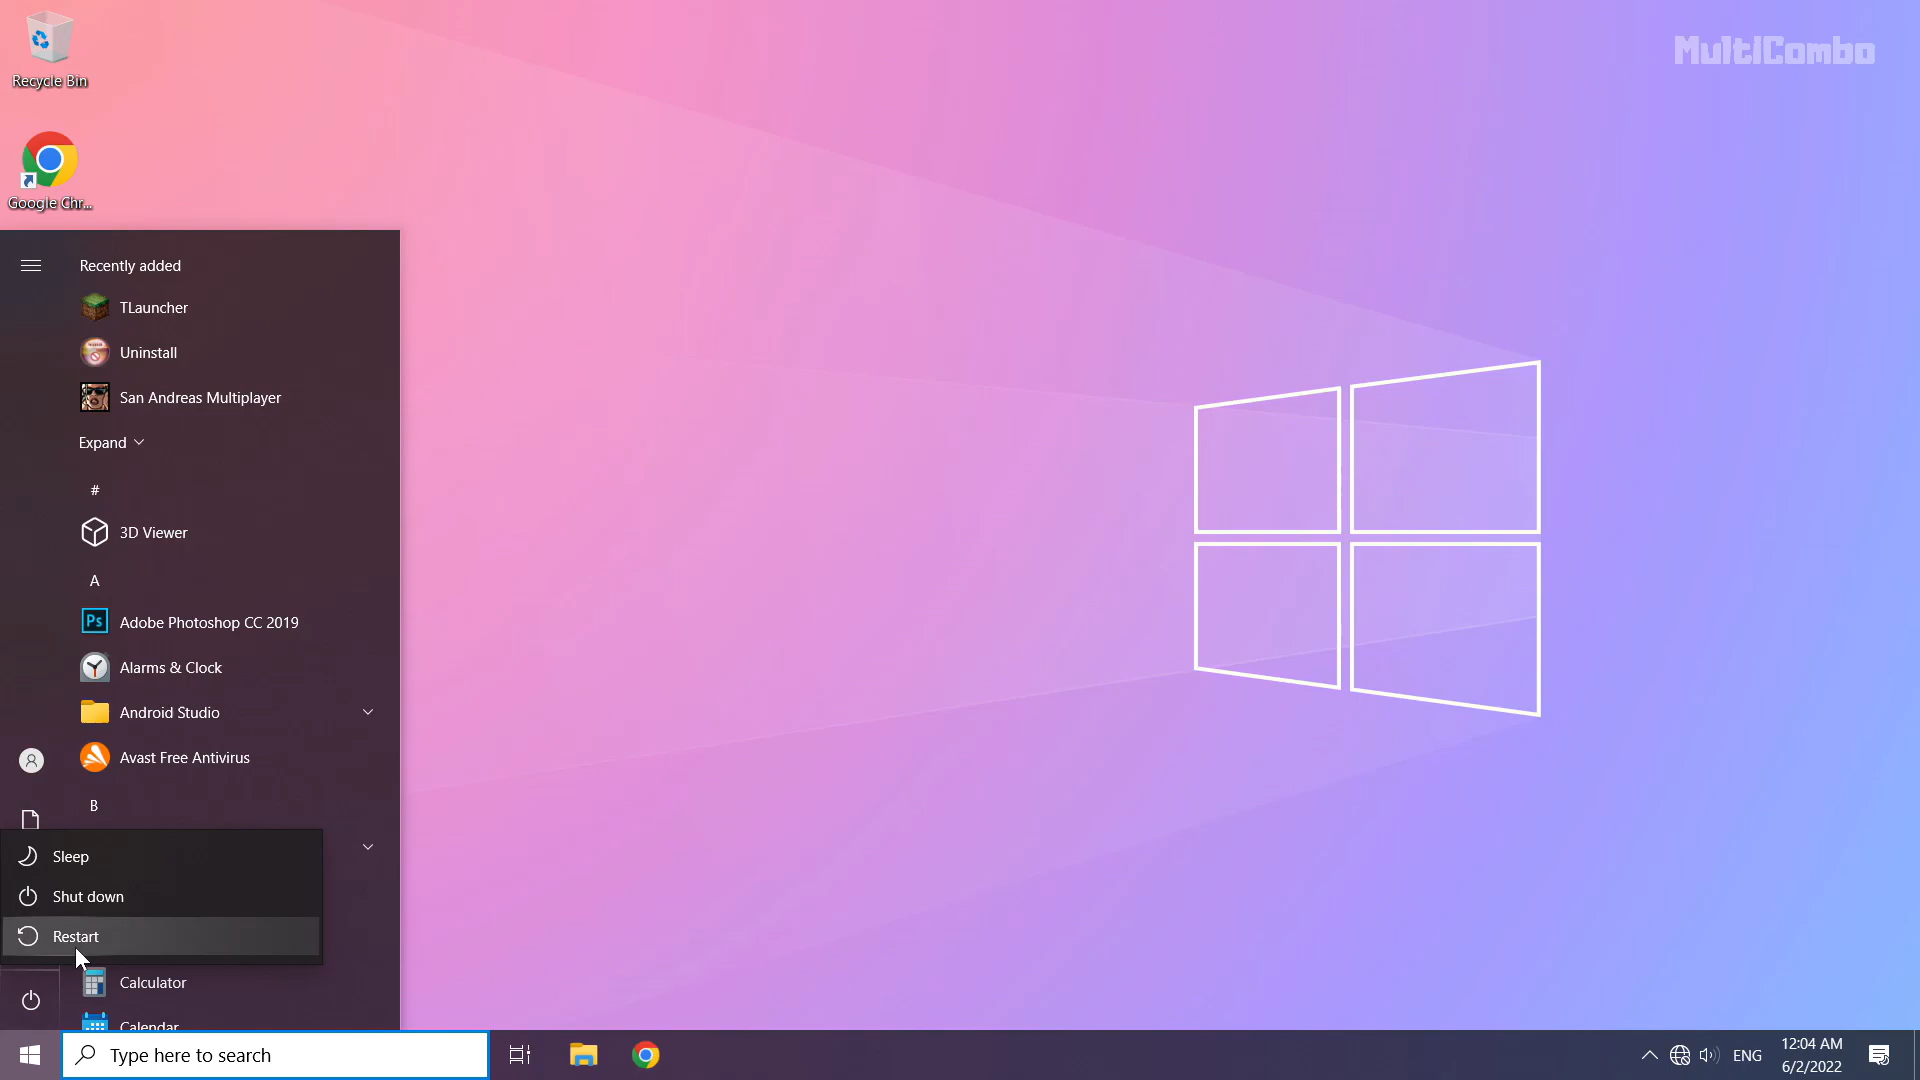 Recycle Bin
Google Chr...
MultiCombo
Recently added
TLauncher
Uninstall
San Andreas Multiplayer
Expand
#
3D Viewer
A
Ps
Adobe Photoshop CC 2019
Alarms & Clock
Android Studio
Avast Free Antivirus
B
Sleep
Shut down
Restart
Calculator
Calendar
Type here to search
ENG
12:04 AM
6/2/2022